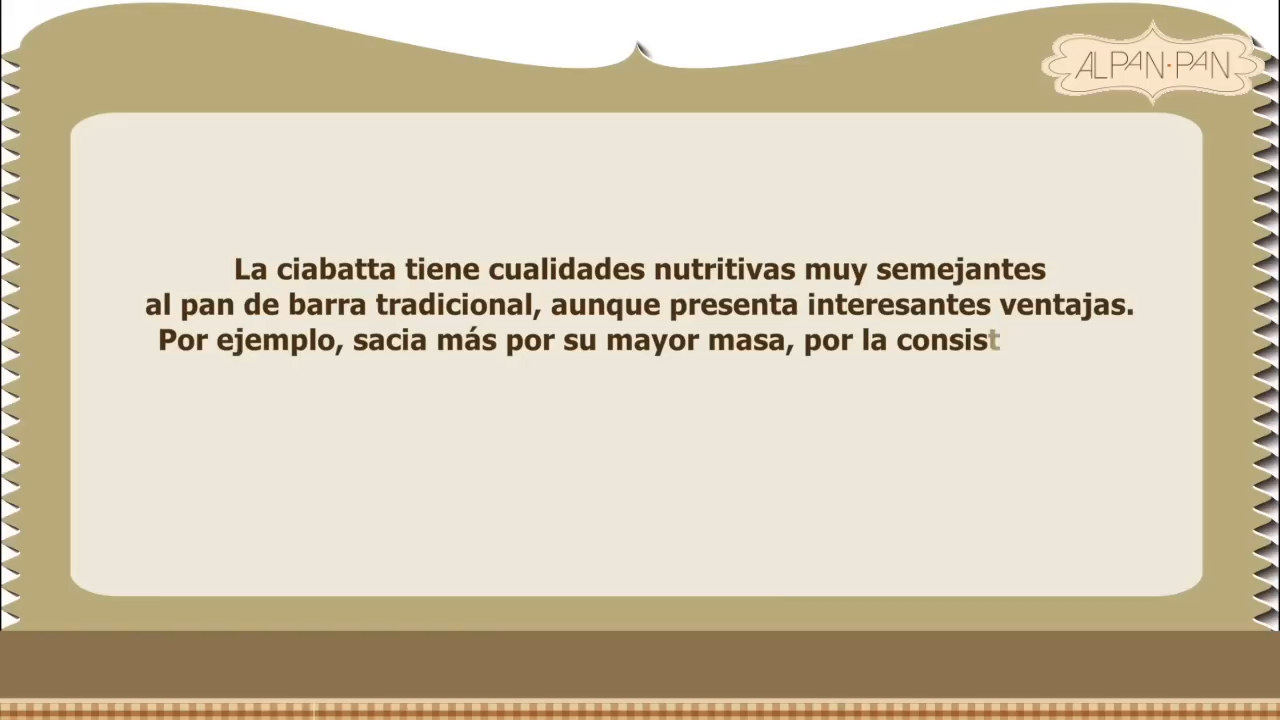 ALPAN·PAN
La ciabatta tiene cualidades nutritivas muy semejantes
al pan de barra tradicional, aunque presenta interesantes ventajas.
Por ejemplo, sacia más por su mayor masa, por la consist